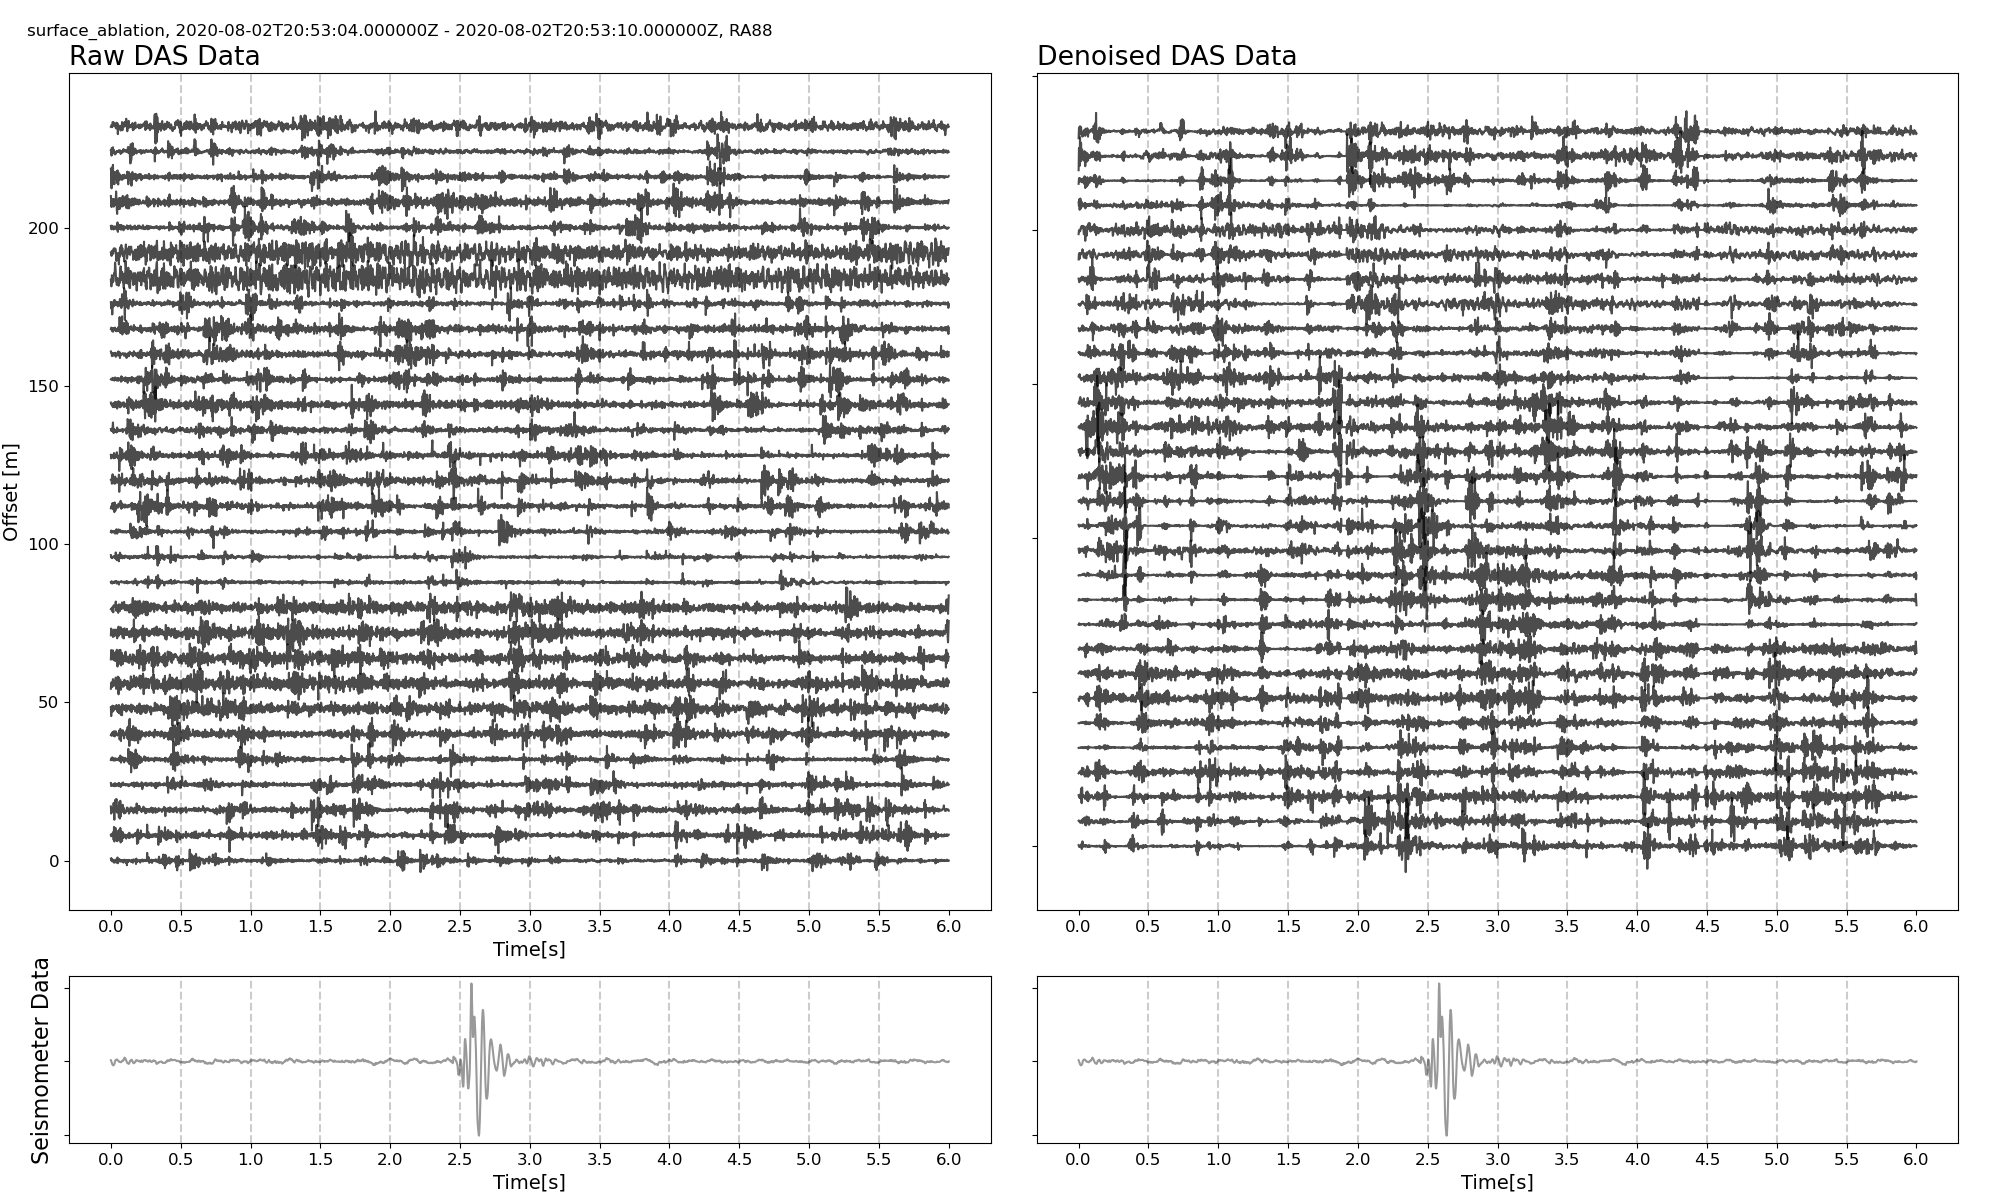 surface_ablation, 2020-08-02T20:53:04.000000Z - 2020-08-02T20:53:10.000000Z, RA88
Raw DAS Data
Denoised DAS Data
Offset [m]
200
150
100
50
0
0.0 0.5 1.0 1.5 2.0 2.5 3.0 3.5 4.0 4.5 5.0 5.5 6.0
Time[s]
0.0 0.5 1.0 1.5 2.0 2.5 3.0 3.5 4.0 4.5 5.0 5.5 6.0
Seismometer Data
0.0 0.5 1.0 1.5 2.0 2.5 3.0 3.5 4.0 4.5 5.0 5.5 6.0
Time[s]
0.0 0.5 1.0 1.5 2.0 2.5 3.0 3.5 4.0 4.5 5.0 5.5 6.0
Time[s]